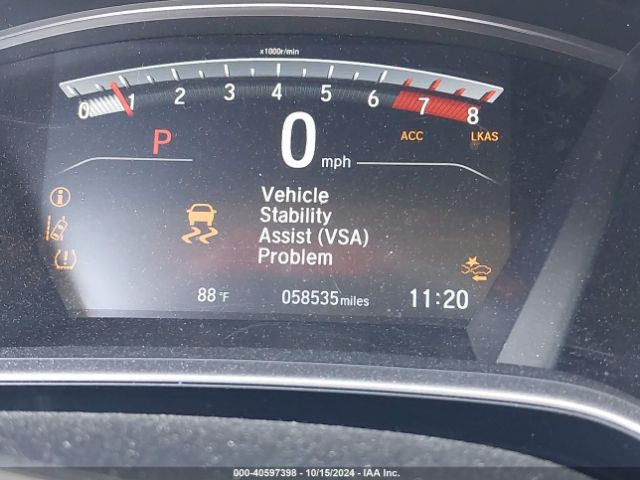 x1000r/min
0 1 2 3 4 5 6 7 8
P 0 mph ACC LKAS
Vehicle
Stability
Assist (VSA)
Problem
88°F 058535 miles 11:20
000-40597398 - 10/15/2024 - IAA Inc.